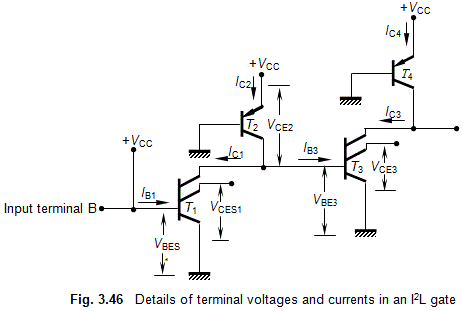 +VCC
IC4
T4
+VCC
IC2
T2 VCE2
IC3
+VCC
IC1
IB3
T3 VCE3
IB1
Input terminal B
T1 VCES1
VBE3
VBES
Fig. 3.46 Details of terminal voltages and currents in an I²L gate